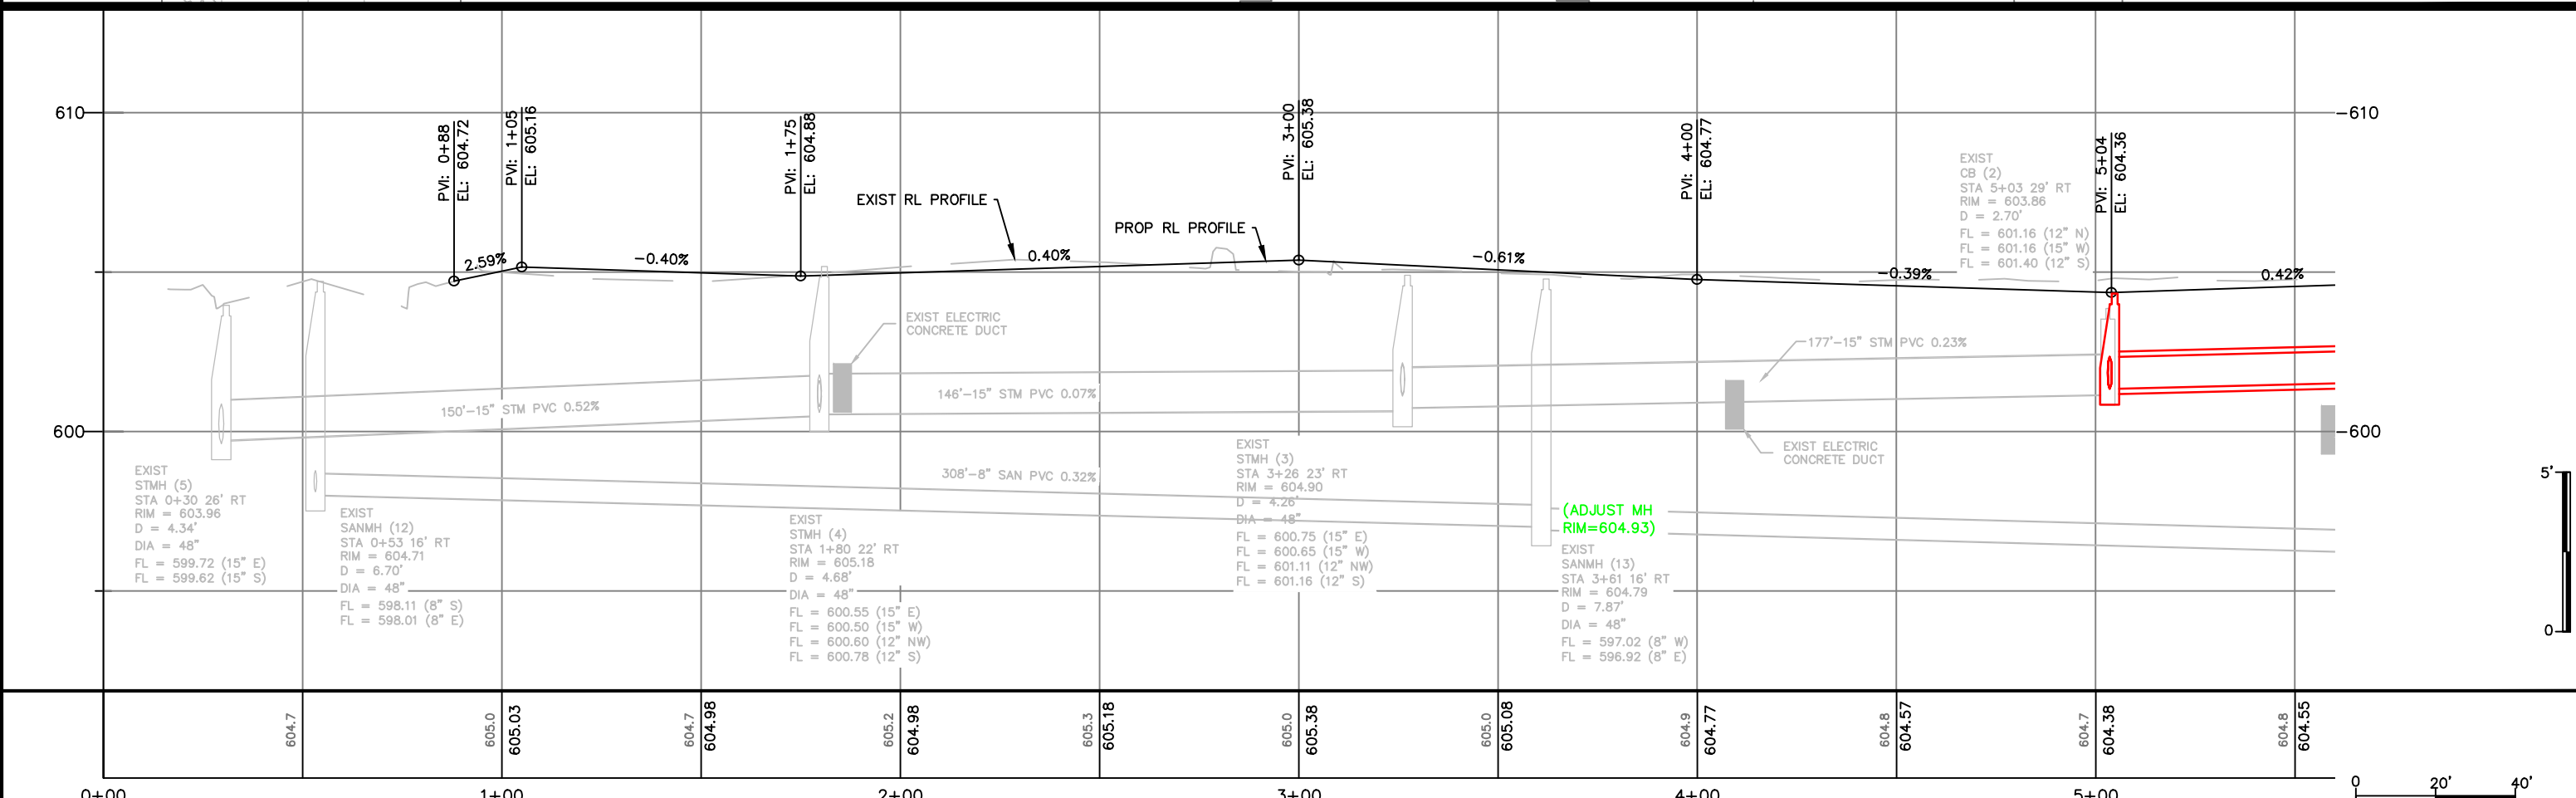 610
610
600
600
PVI: 0+88
EL: 604.72
PVI: 1+05
EL: 605.16
PVI: 1+75
EL: 604.88
PVI: 3+00
EL: 605.38
PVI: 4+00
EL: 604.77
PVI: 5+04
EL: 604.36
EXIST RL PROFILE
PROP RL PROFILE
2.59%
-0.40%
0.40%
-0.61%
-0.39%
0.42%
EXIST
CB (2)
STA 5+03 29' RT
RIM = 603.86
D = 2.70'
FL = 601.16 (12" N)
FL = 601.16 (15" W)
FL = 601.40 (12" S)
EXIST ELECTRIC
CONCRETE DUCT
177'-15" STM PVC 0.23%
150'-15" STM PVC 0.52%
146'-15" STM PVC 0.07%
308'-8" SAN PVC 0.32%
EXIST ELECTRIC
CONCRETE DUCT
EXIST
STMH (5)
STA 0+30 26' RT
RIM = 603.96
D = 4.34'
DIA = 48"
FL = 599.72 (15" E)
FL = 599.62 (15" S)
EXIST
SANMH (12)
STA 0+53 16' RT
RIM = 604.71
D = 6.70'
DIA = 48"
FL = 598.11 (8" S)
FL = 598.01 (8" E)
EXIST
STMH (4)
STA 1+80 22' RT
RIM = 605.18
D = 4.68'
DIA = 48"
FL = 600.55 (15" E)
FL = 600.50 (15" W)
FL = 600.60 (12" NW)
FL = 600.78 (12" S)
EXIST
STMH (3)
STA 3+26 23' RT
RIM = 604.90
D = 4.26'
DIA = 48"
FL = 600.75 (15" E)
FL = 600.65 (15" W)
FL = 601.11 (12" NW)
FL = 601.16 (12" S)
(ADJUST MH
RIM=604.93)
EXIST
SANMH (13)
STA 3+61 16' RT
RIM = 604.79
D = 7.87'
DIA = 48"
FL = 597.02 (8" W)
FL = 596.92 (8" E)
5'
0
604.7
605.0
605.03
604.7
604.98
605.2
604.98
605.3
605.18
605.0
605.38
605.0
605.08
604.9
604.77
604.8
604.57
604.7
604.38
604.8
604.55
0+00
1+00
2+00
3+00
4+00
5+00
0
20'
40'